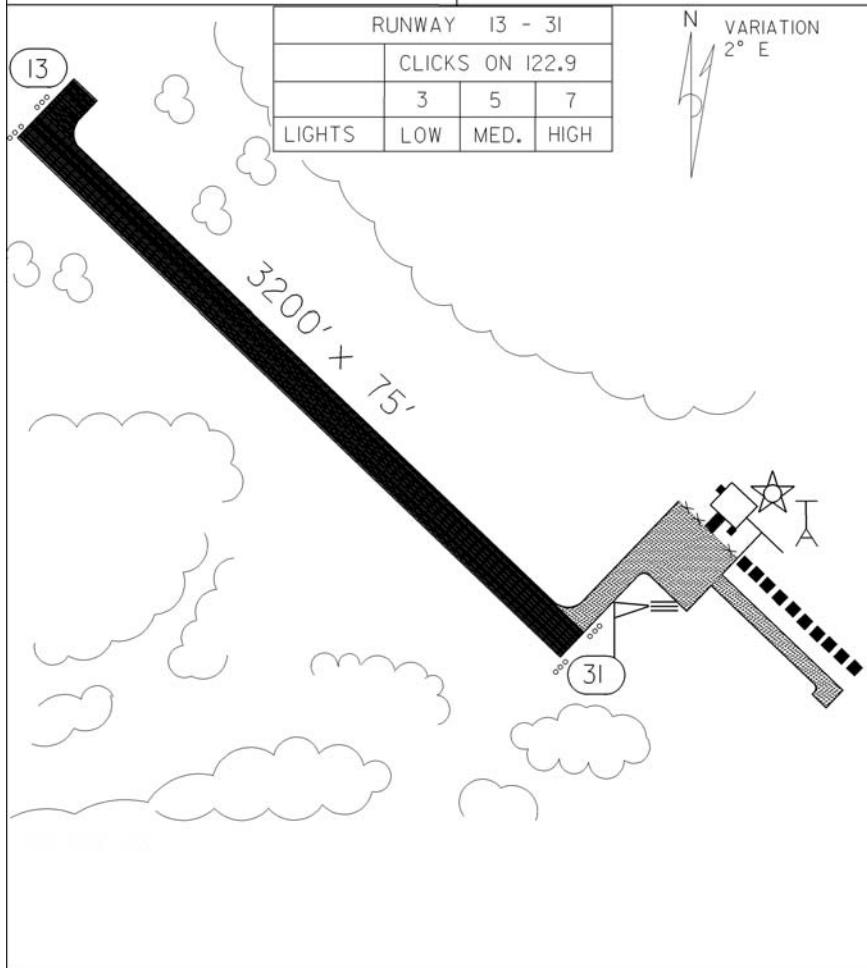 RUNWAY 13 - 31
CLICKS ON 122.9
3 5 7
LIGHTS LOW MED. HIGH
N
VARIATION
2° E
13
3200' X 75'
31